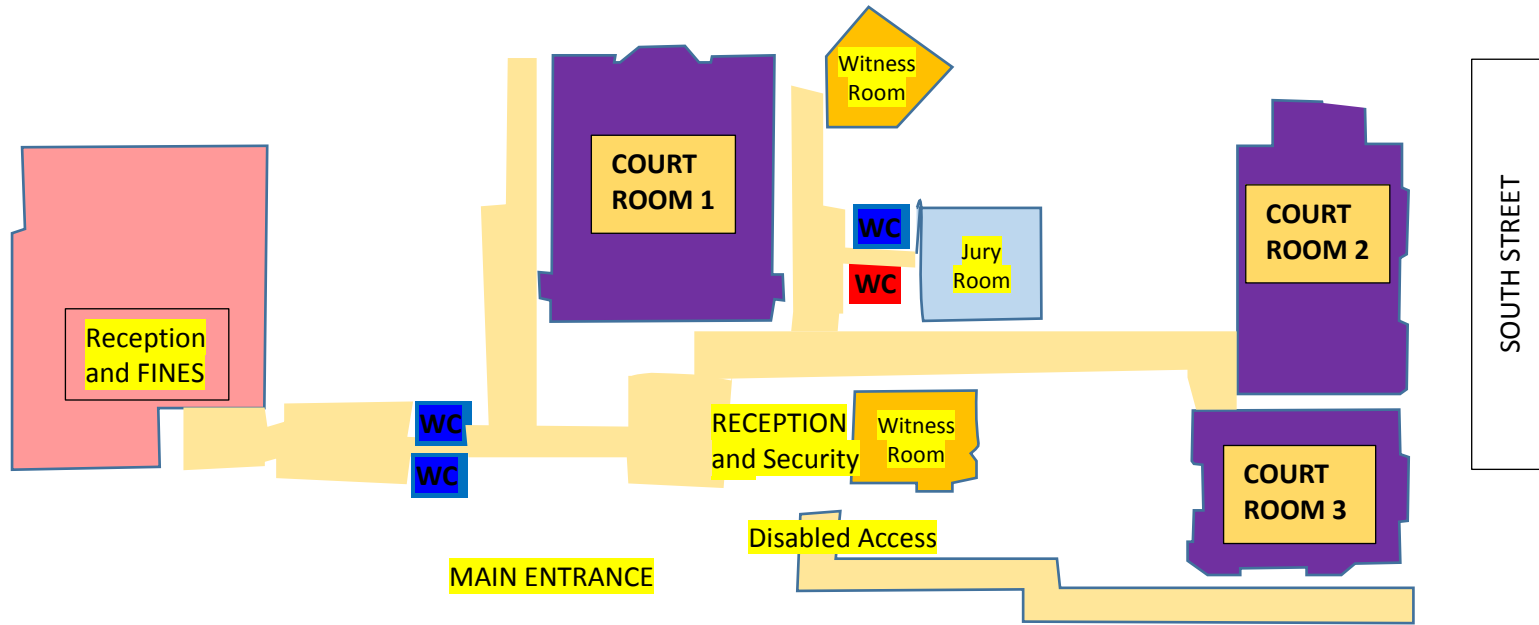 Witness
Room
COURT
ROOM 1
COURT
ROOM 2
SOUTH STREET
WC
WC
Jury
Room
Reception
and FINES
WC
WC
RECEPTION
and Security
Witness
Room
COURT
ROOM 3
Disabled Access
MAIN ENTRANCE